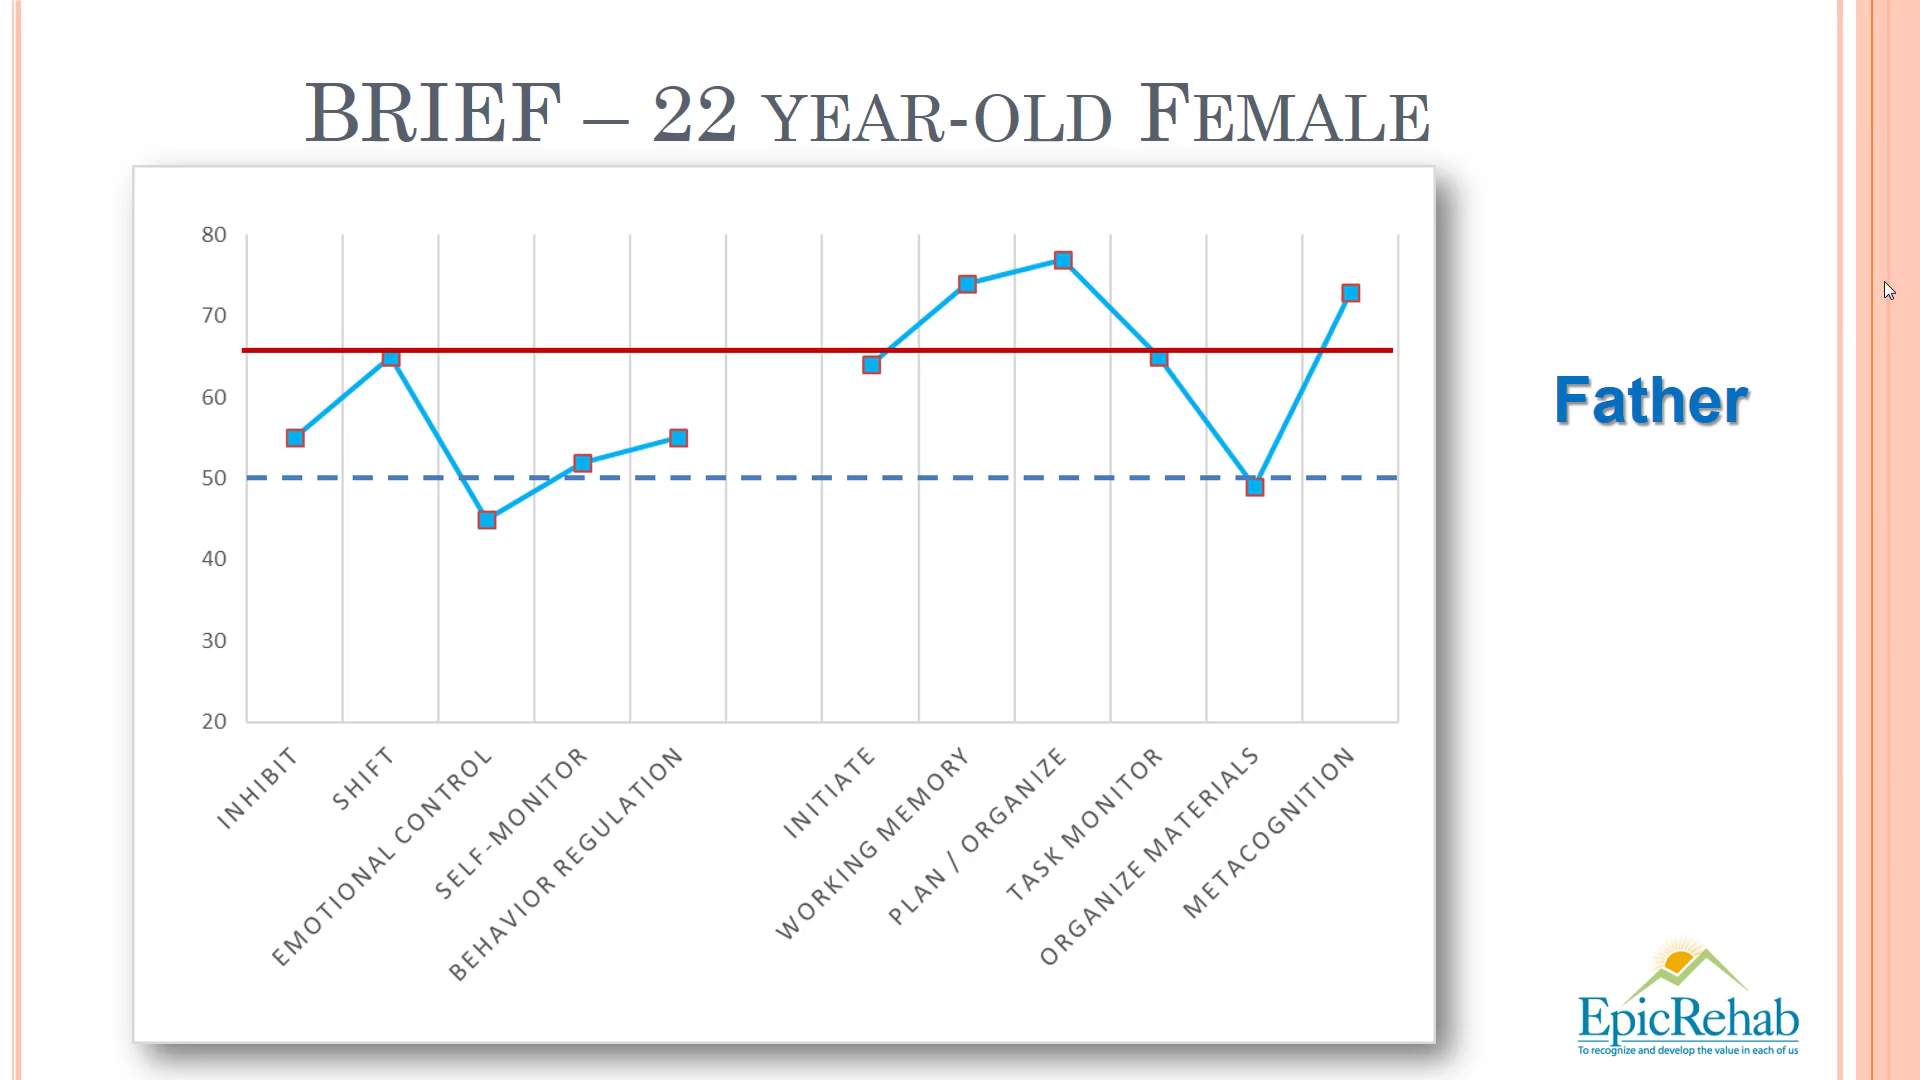 BRIEF – 22 YEAR-OLD FEMALE
80
70
60
50
40
30
20
INHIBIT
SHIFT
EMOTIONAL CONTROL
SELF-MONITOR
BEHAVIOR REGULATION
INITIATE
WORKING MEMORY
PLAN / ORGANIZE
TASK MONITOR
ORGANIZE MATERIALS
METACOGNITION
Father
EpicRehab
To recognize and develop the value in each of us